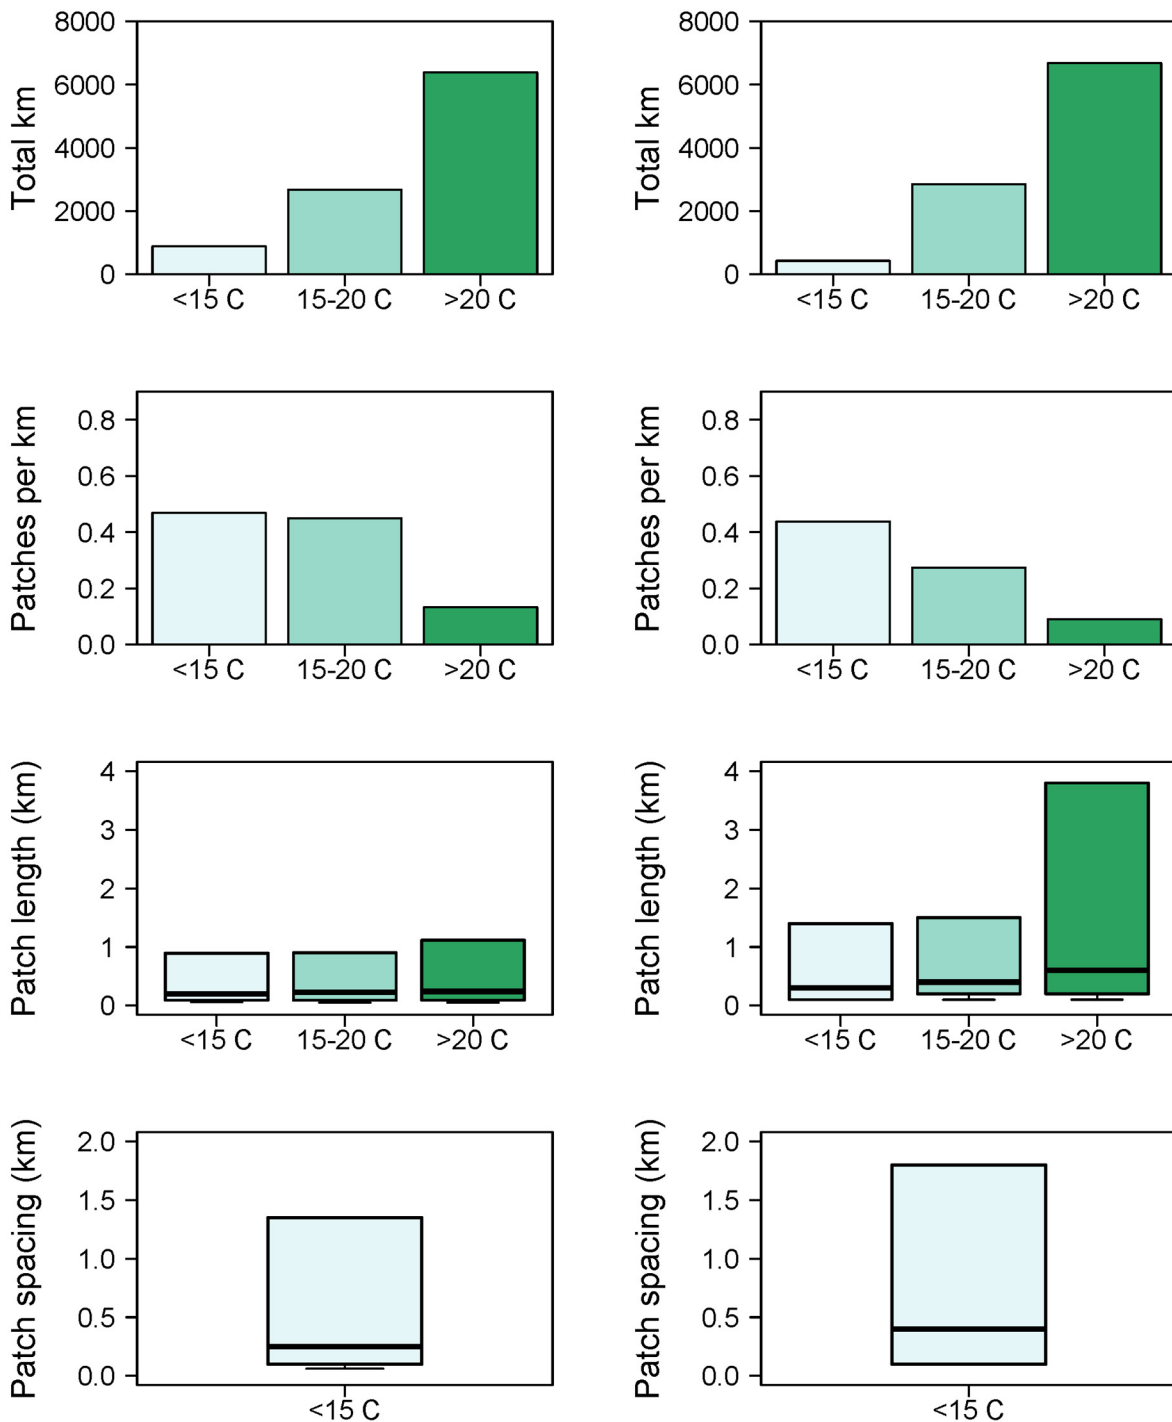 Total km
8000
6000
4000
2000
0
<15 C 15-20 C >20 C
Total km
8000
6000
4000
2000
0
<15 C 15-20 C >20 C
Patches per km
0.8
0.6
0.4
0.2
0.0
<15 C 15-20 C >20 C
Patches per km
0.8
0.6
0.4
0.2
0.0
<15 C 15-20 C >20 C
Patch length (km)
4
3
2
1
0
<15 C 15-20 C >20 C
Patch length (km)
4
3
2
1
0
<15 C 15-20 C >20 C
Patch spacing (km)
2.0
1.5
1.0
0.5
0.0
<15 C
Patch spacing (km)
2.0
1.5
1.0
0.5
0.0
<15 C